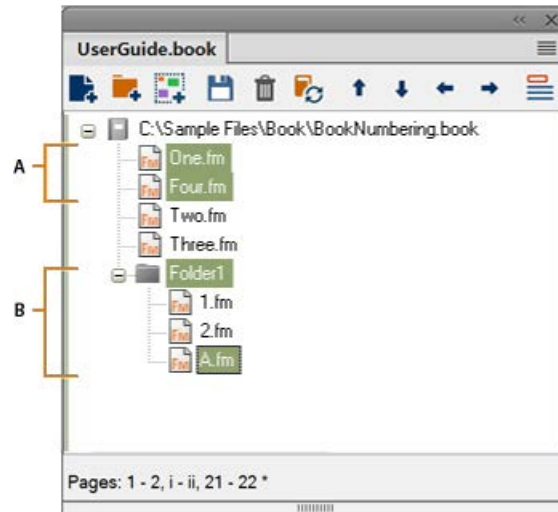 UserGuide.book
C:\Sample Files\Book\BookNumbering.book
A
One.fm
Four.fm
Two.fm
Three.fm
B
Folder1
1.fm
2.fm
A.fm
Pages: 1 - 2, i - ii, 21 - 22 *